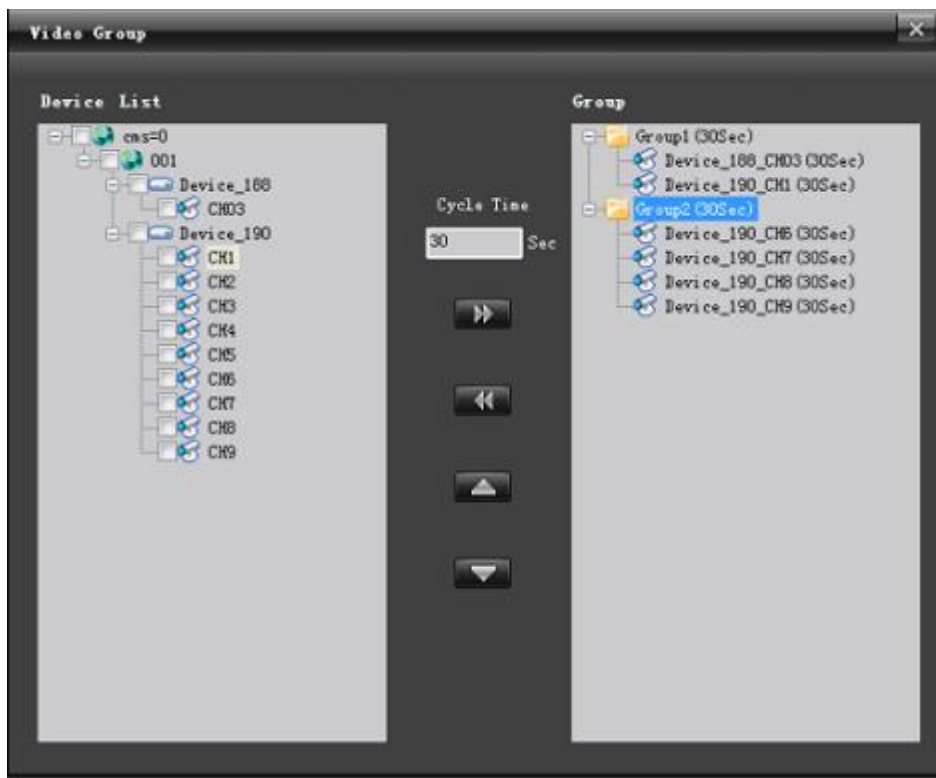 Video Group
Device List
cms=0
001
Device_188
CH03
Device_190
CH1
CH2
CH3
CH4
CH5
CH6
CH7
CH8
CH9
Cycle Time
30 Sec
Group
Group1(30Sec)
Device_188_CH03(30Sec)
Device_190_CH1(30Sec)
Group2(30Sec)
Device_190_CH6(30Sec)
Device_190_CH7(30Sec)
Device_190_CH8(30Sec)
Device_190_CH9(30Sec)